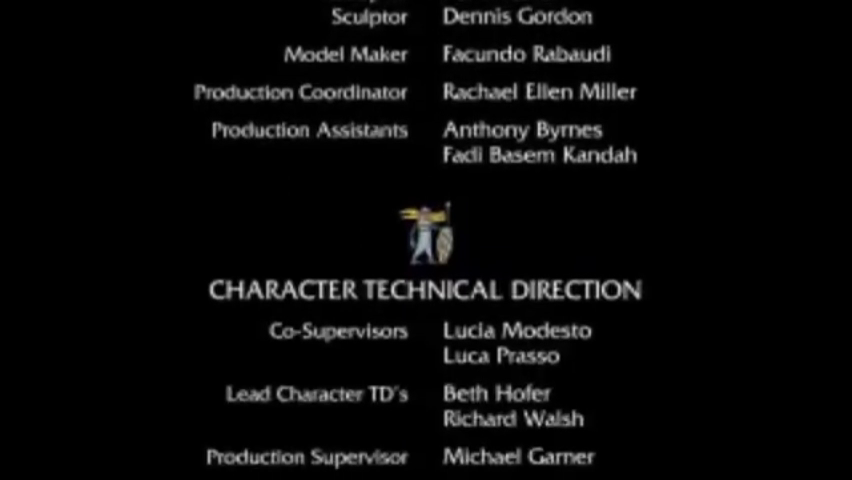 Sculptor Dennis Gordon
Model Maker Facundo Rabaudi
Production Coordinator Rachael Ellen Miller
Production Assistants Anthony Byrnes
Fadi Basem Kandah
CHARACTER TECHNICAL DIRECTION
Co-Supervisors Lucia Modesto
Luca Prasso
Lead Character TD's Beth Hofer
Richard Walsh
Production Supervisor Michael Garner